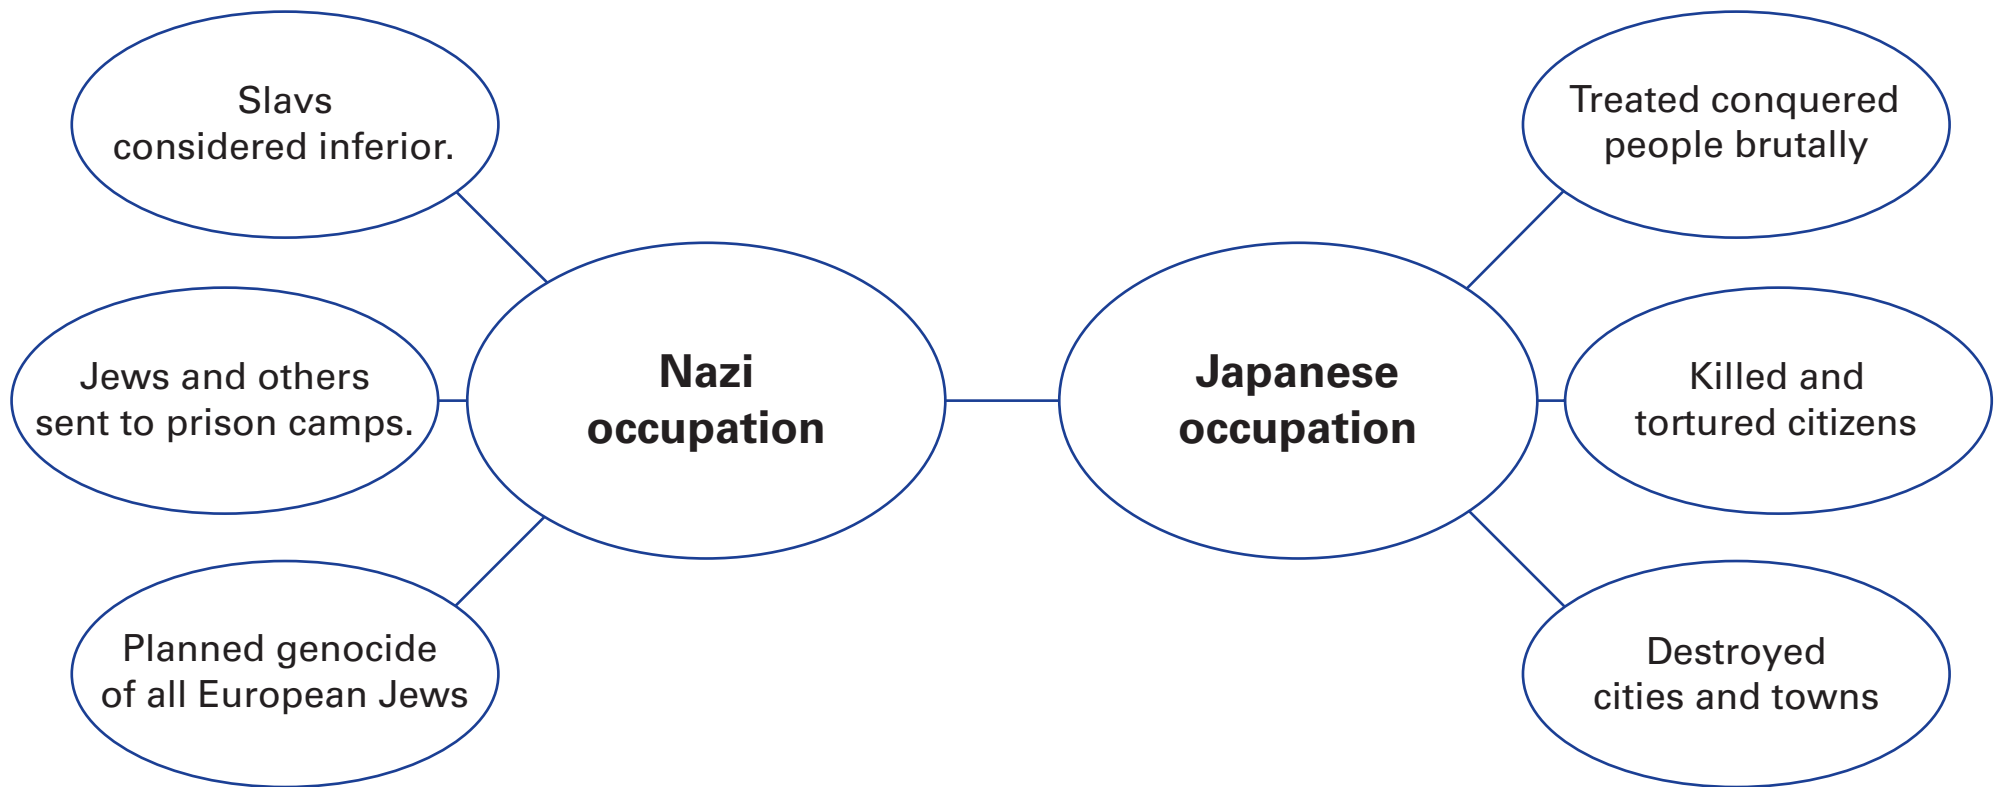 Slavs
considered inferior.
Jews and others
sent to prison camps.
Planned genocide
of all European Jews
Nazi
occupation
Japanese
occupation
Treated conquered
people brutally
Killed and
tortured citizens
Destroyed
cities and towns